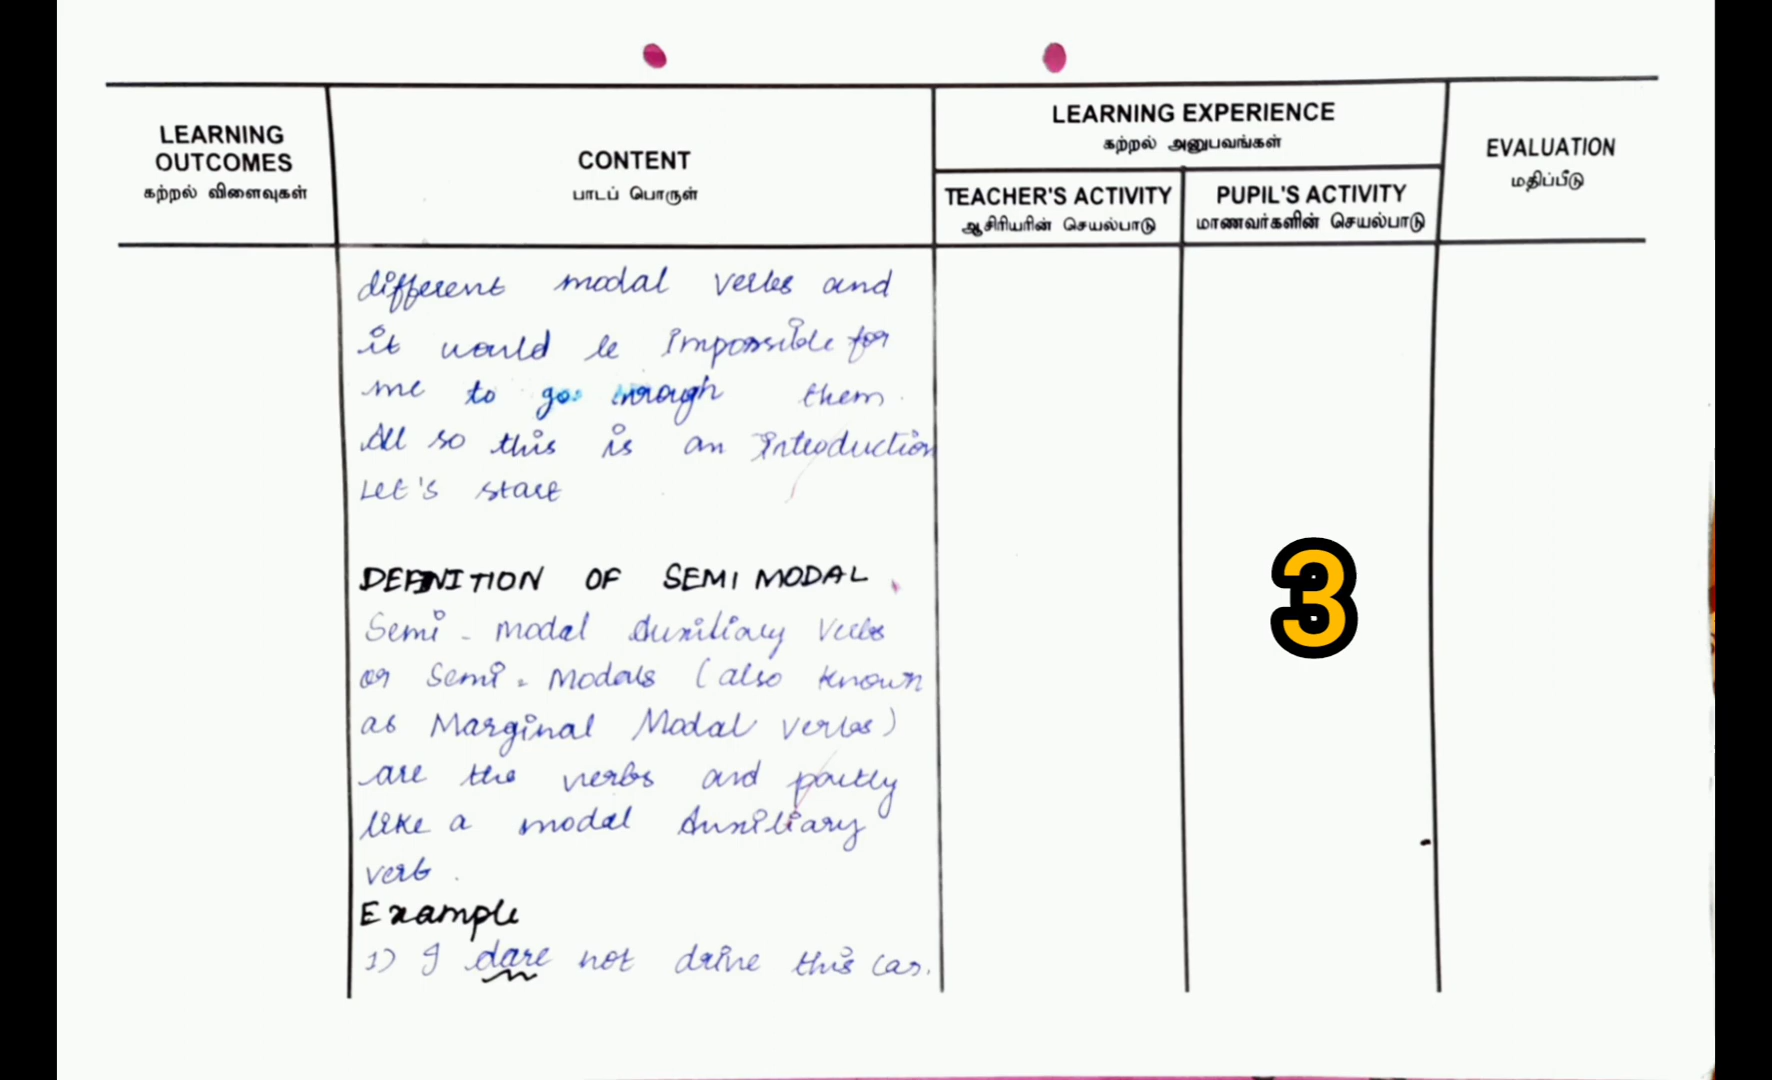 LEARNING
OUTCOMES
கற்றல் விளைவுகள்
CONTENT
பாடப் பொருள்
LEARNING EXPERIENCE
கற்றல் அனுபவங்கள்
TEACHER'S ACTIVITY
ஆசிரியரின் செயல்பாடு
PUPIL'S ACTIVITY
மாணவர்களின் செயல்பாடு
EVALUATION
மதிப்பீடு
different modal verbs and
it would be Impossible for
me to go through them.
All so this is an Introduction
Let's start
DEFINITION OF SEMI MODAL
Semi - modal Auxiliary Verbs
or Semi - Modals (also known
as Marginal Modal verbs)
are the verbs and partly
like a modal Auxiliary
verb.
Example
1) I dare not drive this car.
3